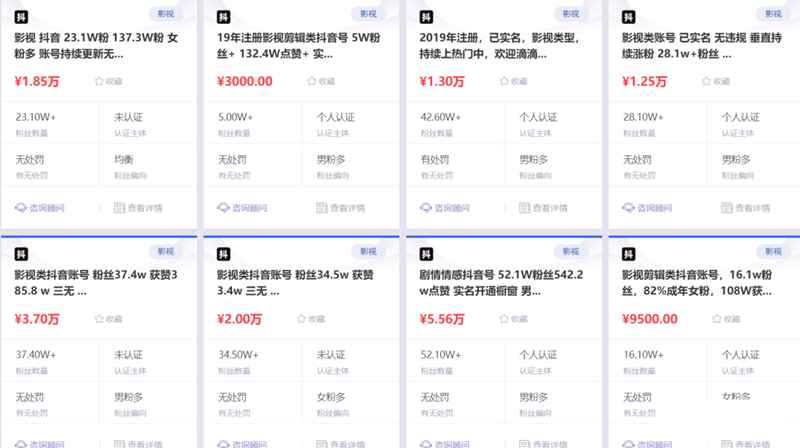 抖
影视
影视 抖音 23.1W粉 137.3W粉 女
粉多 账号持续更新无...
¥1.85万
收藏
23.10W+
粉丝数量
未认证
认证主体
无处罚
有无处罚
均衡
粉丝偏向
咨询顾问
查看详情
抖
影视
19年注册影视剪辑类抖音号 5W粉
丝+ 132.4W点赞+ 实...
¥3000.00
收藏
5.00W+
粉丝数量
个人认证
认证主体
无处罚
有无处罚
男粉多
粉丝偏向
咨询顾问
查看详情
抖
影视
2019年注册，已实名，影视类型，
持续上热门中，欢迎滴滴...
¥1.30万
收藏
42.60W+
粉丝数量
个人认证
认证主体
有处罚
有无处罚
男粉多
粉丝偏向
咨询顾问
查看详情
抖
影视
影视类账号 已实名 无违规 垂直持
续涨粉 28.1w+粉丝 ...
¥1.25万
收藏
28.10W+
粉丝数量
个人认证
认证主体
无处罚
有无处罚
男粉多
粉丝偏向
咨询顾问
查看详情
抖
影视
影视类抖音账号 粉丝37.4w 获赞3
85.8 w 三无 ...
¥3.70万
收藏
37.40W+
粉丝数量
未认证
认证主体
无处罚
有无处罚
男粉多
粉丝偏向
咨询顾问
查看详情
抖
影视
影视类抖音账号 粉丝34.5w 获赞
3.4w 三无 ...
¥2.00万
收藏
34.50W+
粉丝数量
未认证
认证主体
无处罚
有无处罚
女粉多
粉丝偏向
咨询顾问
查看详情
抖
影视
剧情情感抖音号 52.1W粉丝542.2
w点赞 实名开通橱窗 男...
¥5.56万
收藏
52.10W+
粉丝数量
个人认证
认证主体
无处罚
有无处罚
男粉多
粉丝偏向
咨询顾问
查看详情
抖
影视
影视剪辑类抖音账号，16.1w粉
丝，82%成年女粉，108W获...
¥9500.00
收藏
16.10W+
粉丝数量
个人认证
认证主体
无处罚
有无处罚
女粉多